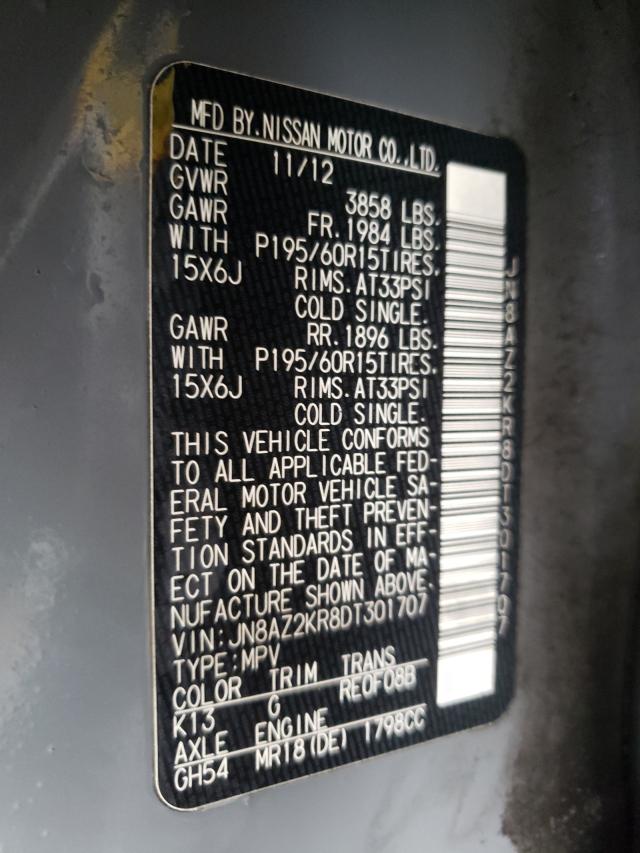 MFD BY.NISSAN MOTOR CO.,LTD.
DATE 11/12
GVWR 3858 LBS.
GAWR FR. 1984 LBS.
WITH P195/60R15TIRES.
15X6J RIMS. AT33PSI
COLD SINGLE.
GAWR RR. 1896 LBS.
WITH P195/60R15TIRES.
15X6J RIMS. AT33PSI
COLD SINGLE.
THIS VEHICLE CONFORMS
TO ALL APPLICABLE FED-
ERAL MOTOR VEHICLE SA-
FETY AND THEFT PREVEN-
TION STANDARDS IN EFF-
ECT ON THE DATE OF MA-
NUFACTURE SHOWN ABOVE.
VIN:JN8AZ2KR8DT301707
TYPE:MPV
COLOR TRIM TRANS
K13 G RE0F08B
AXLE ENGINE
GH54 MR18(DE) 1798CC
JN8AZ2KR8DT301707